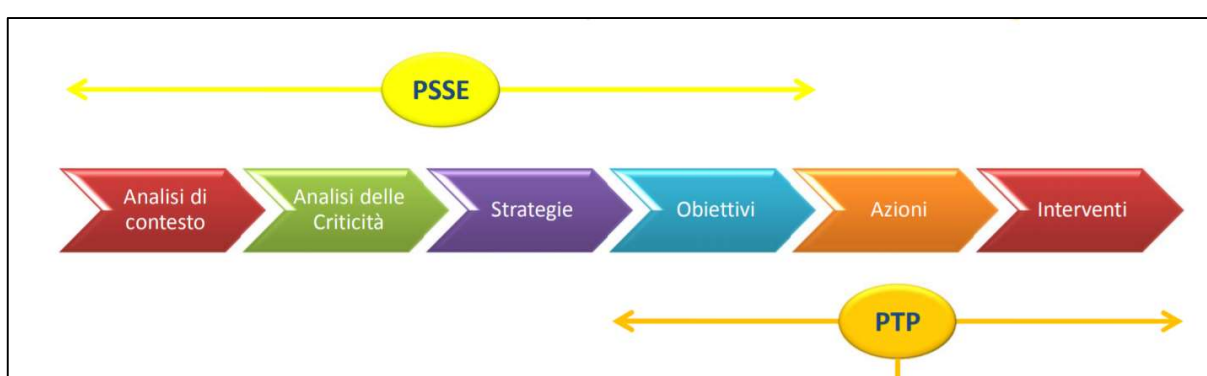 PSSE
Analisi di
contesto
Analisi delle
Criticità
Strategie
Obiettivi
Azioni
Interventi
PTP